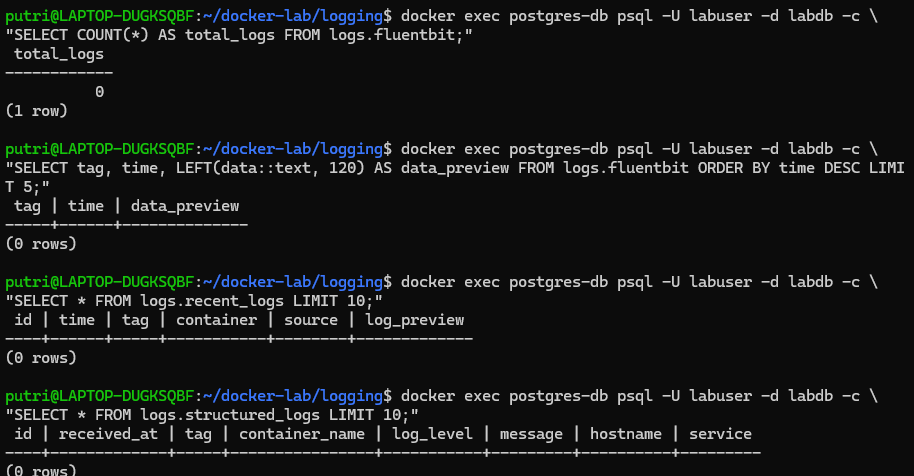 putri@LAPTOP-DUGKSQBF:~/docker-lab/logging$ docker exec postgres-db psql -U labuser -d labdb -c \
"SELECT COUNT(*) AS total_logs FROM logs.fluentbit;"
 total_logs
------------
          0
(1 row)

putri@LAPTOP-DUGKSQBF:~/docker-lab/logging$ docker exec postgres-db psql -U labuser -d labdb -c \
"SELECT tag, time, LEFT(data::text, 120) AS data_preview FROM logs.fluentbit ORDER BY time DESC LIMI
T 5;"
 tag | time | data_preview
-----+------+--------------
(0 rows)

putri@LAPTOP-DUGKSQBF:~/docker-lab/logging$ docker exec postgres-db psql -U labuser -d labdb -c \
"SELECT * FROM logs.recent_logs LIMIT 10;"
 id | time | tag | container | source | log_preview
----+------+-----+-----------+--------+-------------
(0 rows)

putri@LAPTOP-DUGKSQBF:~/docker-lab/logging$ docker exec postgres-db psql -U labuser -d labdb -c \
"SELECT * FROM logs.structured_logs LIMIT 10;"
 id | received_at | tag | container_name | log_level | message | hostname | service
----+-------------+-----+----------------+-----------+---------+----------+---------
(0 rows)